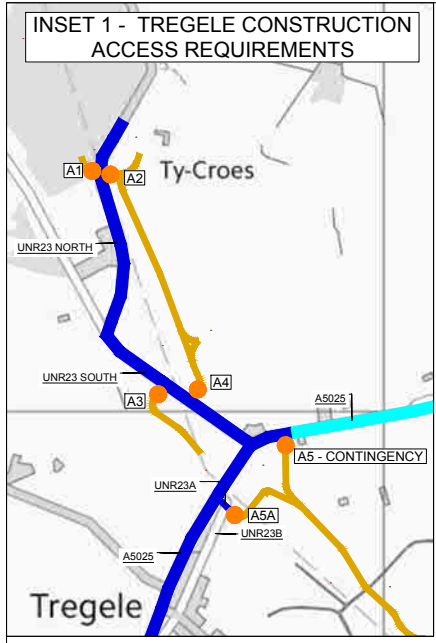 INSET 1 - TREGELE CONSTRUCTION
ACCESS REQUIREMENTS
A1
A2
Ty-Croes
UNR23 NORTH
UNR23 SOUTH
A4
A3
A5025
A5 - CONTINGENCY
UNR23A
A5A
UNR23B
A5025
Tregele